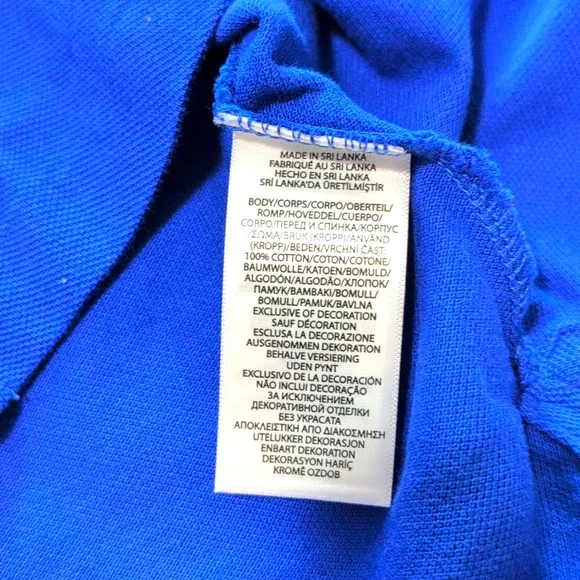 MADE IN SRI LANKA
FABRIQUÉ AU SRI LANKA
HECHO EN SRI LANKA
SRİ LANKA'DA ÜRETİLMİŞTİR
BODY/CORPS/CORPO/OBERTEIL/
ROMP/HOVEDDEL/CUERPO/
CORPO/ПЕРЕД И СПИНКА/КОРПУС
/ΣΩΜΑ/BRUK (KROPP)/ANVÄND
(KROPP)/BEDEN/VRCHNÍ ČÁST:
100% COTTON/COTON/COTONE/
BAUMWOLLE/KATOEN/BOMULD/
ALGODÓN/ALGODÃO/ХЛОПОК/
ПАМУК/ΒΑΜΒΑΚΙ/BOMULL/
BOMULL/PAMUK/BAVLNA
EXCLUSIVE OF DECORATION
SAUF DÉCORATION
ESCLUSA LA DECORAZIONE
AUSGENOMMEN DEKORATION
BEHALVE VERSIERING
UDEN PYNT
EXCLUSIVO DE DECORACIÓN
NÃO INCLUI DECORAÇÃO
ЗА ИСКЛЮЧЕНИЕМ
ДЕКОРАТИВНОЙ ОТДЕЛКИ
БЕЗ УКРАСАТА
ΑΠΟΚΛΕΙΣΤΙΚΗ ΑΠΟ ΔΙΑΚΟΣΜΗΣΗ
UTELUKKER DEKORASJON
ENBART DEKORATION
DEKORASYON HARİÇ
KROMĚ OZDOB